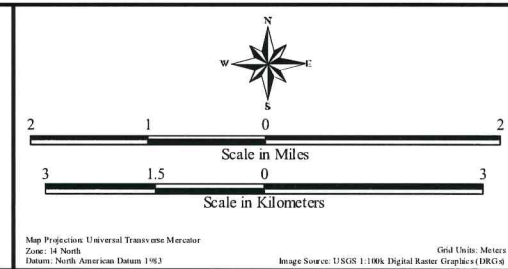 N
W E
S
2 1 0 2
Scale in Miles
3 1.5 0 3
Scale in Kilometers
Map Projection: Universal Transverse Mercator
Zone: 14 North
Datum: North American Datum 1983
Grid Units: Meters
Image Source: USGS 1:100k Digital Raster Graphics (DRGs)